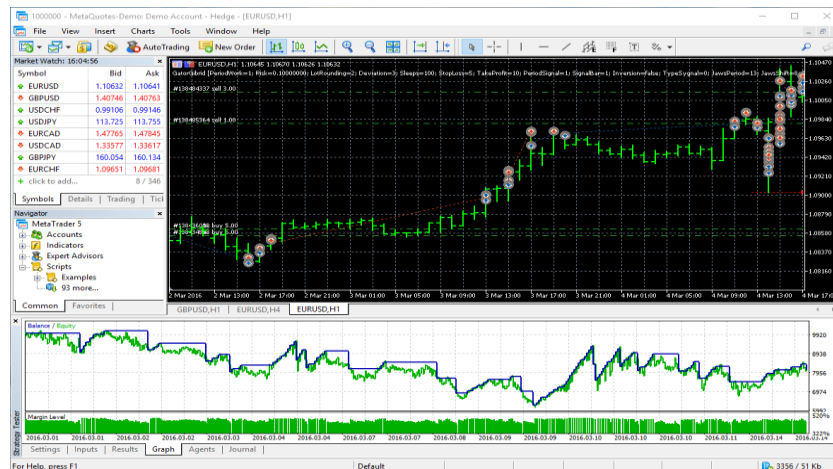 1000000 - MetaQuotes-Demo: Demo Account - Hedge - [EURUSD,H1]
File View Insert Charts Tools Window Help
AutoTrading New Order
Market Watch: 16:04:56
Symbol Bid Ask
EURUSD 1.10632 1.10641
GBPUSD 1.40746 1.40763
USDCHF 0.99106 0.99146
USDJPY 113.725 113.755
EURCAD 1.47765 1.47845
USDCAD 1.33577 1.33617
GBPJPY 160.054 160.134
EURCHF 1.09651 1.09681
+ click to add... 8 / 346
Symbols Details Trading Ticl
Navigator
MetaTrader 5
Accounts
Indicators
Expert Advisors
Scripts
Examples
93 more...
Common Favorites
EURUSD,H1 1.10645 1.10670 1.10626 1.10632
#138484337 sell 3.00
#138485364 sell 1.00
1.10470
1.10260
1.10050
1.09840
1.09630
1.09420
1.09210
1.09000
1.08790
1.08580
1.08370
1.08160
2 Mar 2016 2 Mar 13:00 2 Mar 17:00 2 Mar 21:00 3 Mar 01:00 3 Mar 05:00 3 Mar 09:00 3 Mar 13:00 3 Mar 17:00 3 Mar 21:00 4 Mar 01:00 4 Mar 05:00 4 Mar 09:00 4 Mar 13:00 4 Mar 17:0
GBPUSD,H1 EURUSD,H4 EURUSD,H1
Strategy Tester
Balance / Equity
9920
8938
7956
6974
5992
Margin Level
520%
322%
2016.03.01 2016.03.01 2016.03.02 2016.03.02 2016.03.03 2016.03.04 2016.03.04 2016.03.07 2016.03.07 2016.03.08 2016.03.09 2016.03.09 2016.03.10 2016.03.10 2016.03.11 2016.03.14 2016.03.14
Settings Inputs Results Graph Agents Journal
For Help, press F1 Default 3356 / 51 Kb